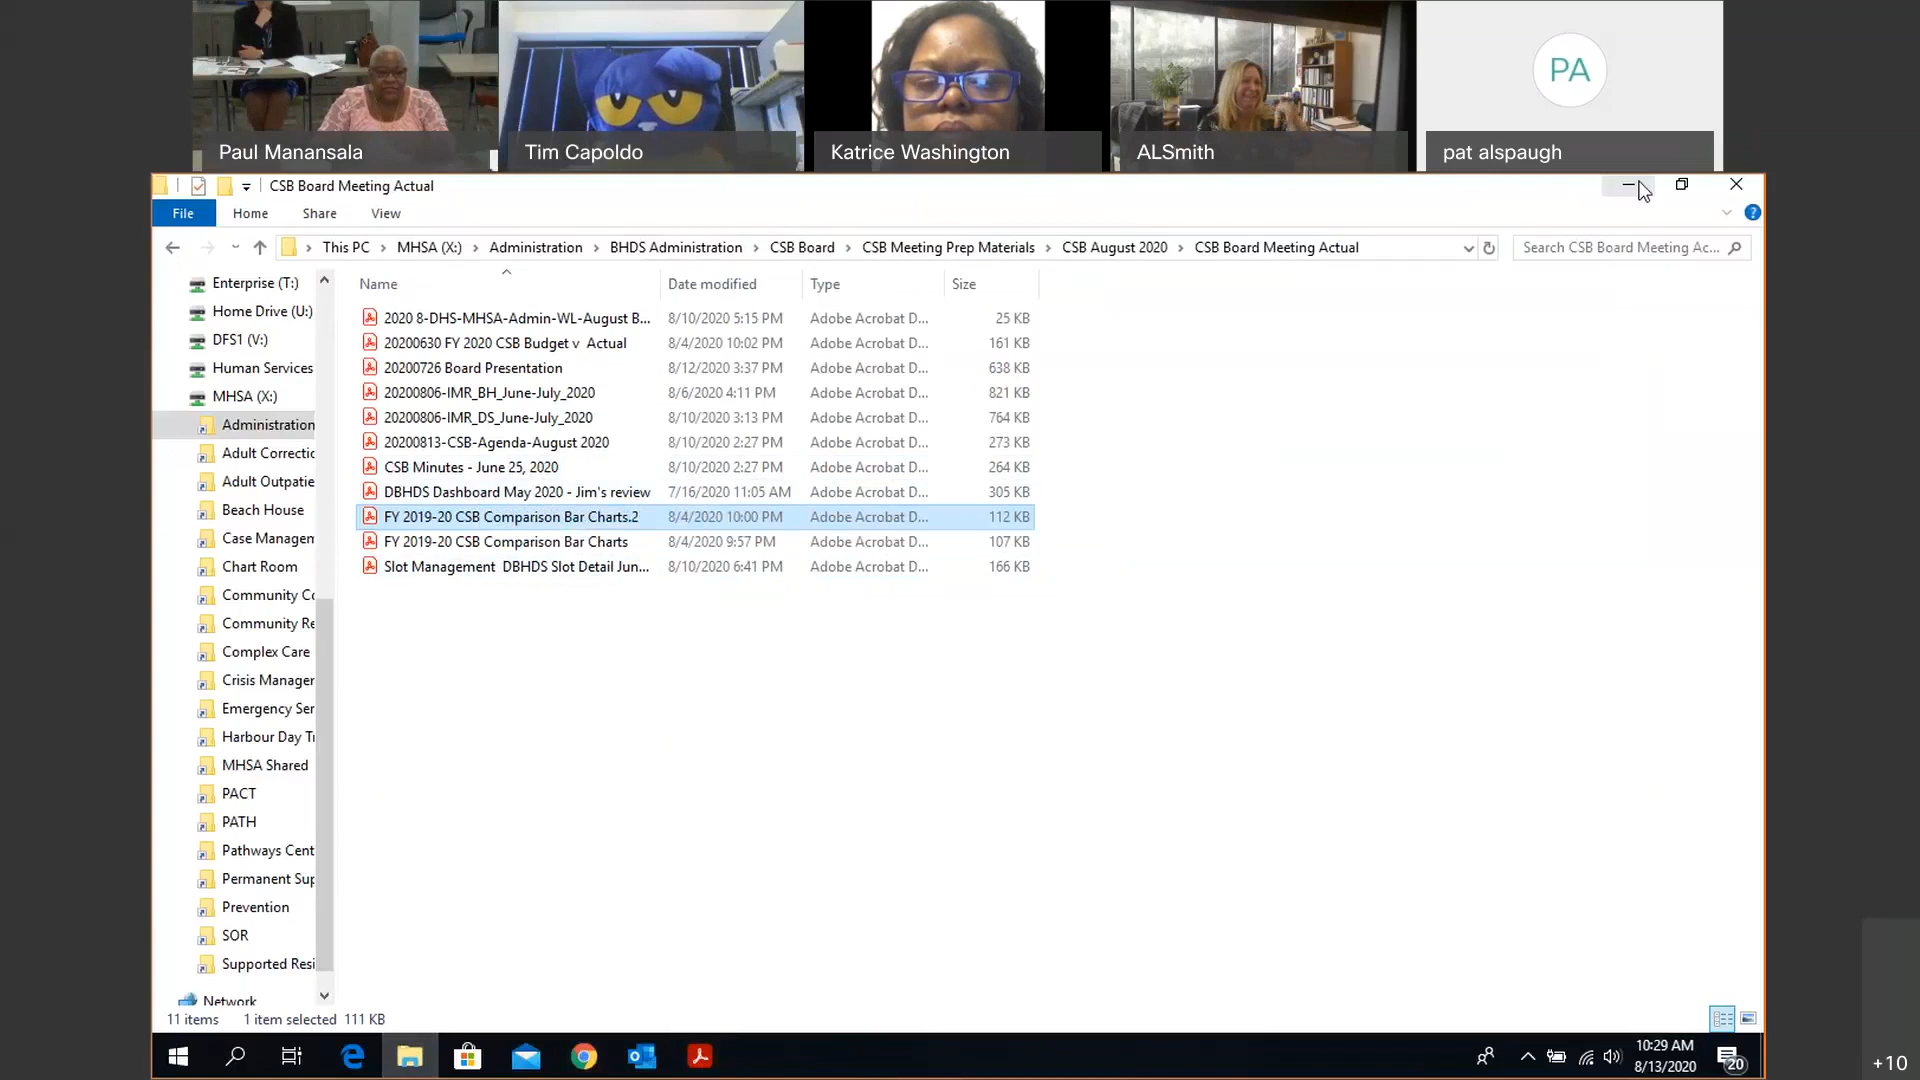 Paul Manansala
Tim Capoldo
Katrice Washington
ALSmith
PA
pat alspaugh
CSB Board Meeting Actual
File Home Share View
This PC > MHSA (X:) > Administration > BHDS Administration > CSB Board > CSB Meeting Prep Materials > CSB August 2020 > CSB Board Meeting Actual
Search CSB Board Meeting Ac...
Enterprise (T:)
Home Drive (U:)
DFS1 (V:)
Human Services
MHSA (X:)
Administration
Adult Correctic
Adult Outpatie
Beach House
Case Managem
Chart Room
Community Co
Community Re
Complex Care
Crisis Manager
Emergency Ser
Harbour Day Tr
MHSA Shared
PACT
PATH
Pathways Cent
Permanent Sup
Prevention
SOR
Supported Resi
Network
Name Date modified Type Size
2020 8-DHS-MHSA-Admin-WL-August B... 8/10/2020 5:15 PM Adobe Acrobat D... 25 KB
20200630 FY 2020 CSB Budget v  Actual 8/4/2020 10:02 PM Adobe Acrobat D... 161 KB
20200726 Board Presentation 8/12/2020 3:37 PM Adobe Acrobat D... 638 KB
20200806-IMR_BH_June-July_2020 8/6/2020 4:11 PM Adobe Acrobat D... 821 KB
20200806-IMR_DS_June-July_2020 8/10/2020 3:13 PM Adobe Acrobat D... 764 KB
20200813-CSB-Agenda-August 2020 8/10/2020 2:27 PM Adobe Acrobat D... 273 KB
CSB Minutes - June 25, 2020 8/10/2020 2:27 PM Adobe Acrobat D... 264 KB
DBHDS Dashboard May 2020 - Jim's review 7/16/2020 11:05 AM Adobe Acrobat D... 305 KB
FY 2019-20 CSB Comparison Bar Charts.2 8/4/2020 10:00 PM Adobe Acrobat D... 112 KB
FY 2019-20 CSB Comparison Bar Charts 8/4/2020 9:57 PM Adobe Acrobat D... 107 KB
Slot Management  DBHDS Slot Detail Jun... 8/10/2020 6:41 PM Adobe Acrobat D... 166 KB
11 items 1 item selected 111 KB
10:29 AM
8/13/2020
20
+10